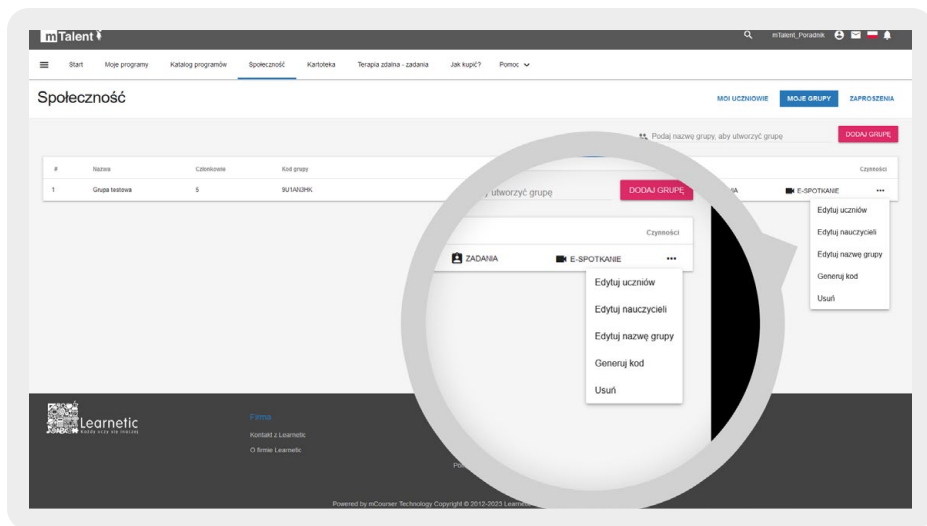 mTalent
mTalent_Poradnik
Start Moje programy Katalog programów Społeczność Kartoteka Terapia zdalna - zadania Jak kupić? Pomoc
Społeczność
MOI UCZNIOWIE MOJE GRUPY ZAPROSZENIA
Podaj nazwę grupy, aby utworzyć grupę DODAJ GRUPĘ
# Nazwa Członkowie Kod grupy Czynności
1 Grupa testowa 5 9U1AN3HK E-SPOTKANIE ...
Edytuj uczniów
Edytuj nauczycieli
Edytuj nazwę grupy
Generuj kod
Usuń
utworzyć grupę DODAJ GRUPĘ
Czynności
ZADANIA E-SPOTKANIE ...
Edytuj uczniów
Edytuj nauczycieli
Edytuj nazwę grupy
Generuj kod
Usuń
Learnetic
Każdy uczy się inaczej
Firma
Kontakt z Learnetic
O firmie Learnetic
Powered by mCourser Technology Copyright © 2012-2023